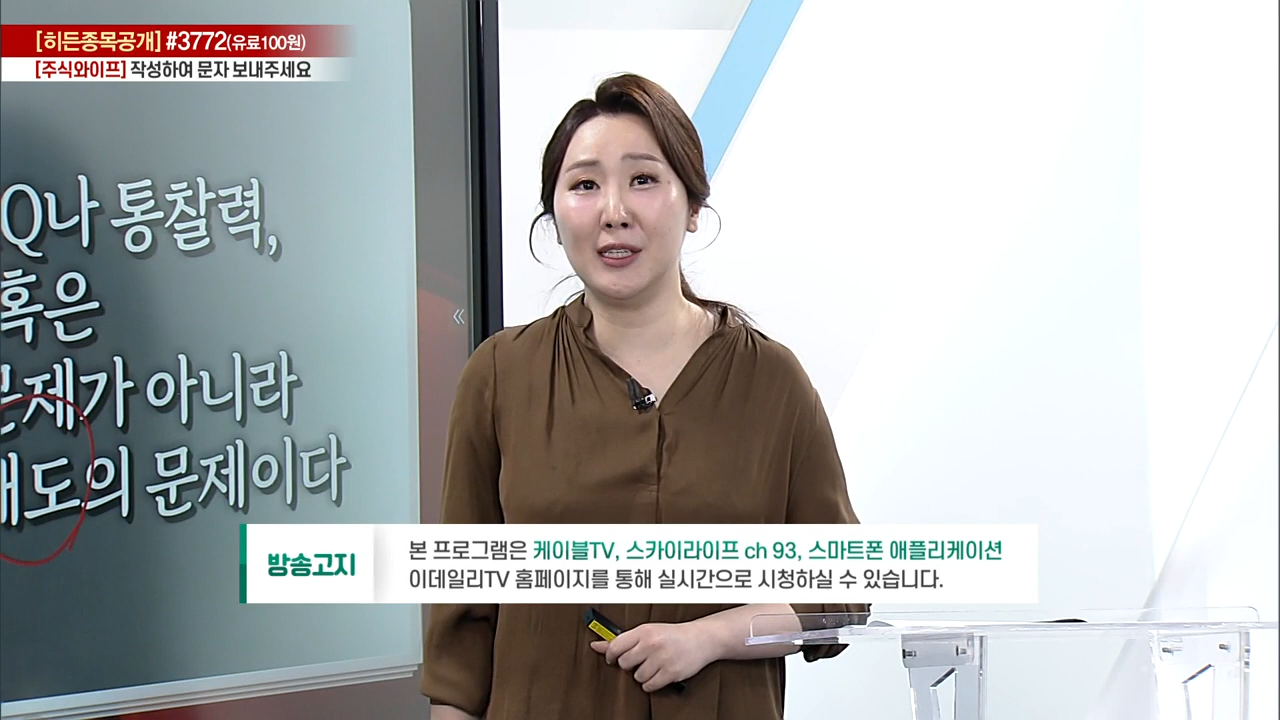 [히든종목공개] #3772(유료100원)
[주식와이프] 작성하여 문자 보내주세요
Q나 통찰력,
혹은
문제가 아니라
태도의 문제이다
방송고지
본 프로그램은 케이블TV, 스카이라이프 ch 93, 스마트폰 애플리케이션
이데일리TV 홈페이지를 통해 실시간으로 시청하실 수 있습니다.